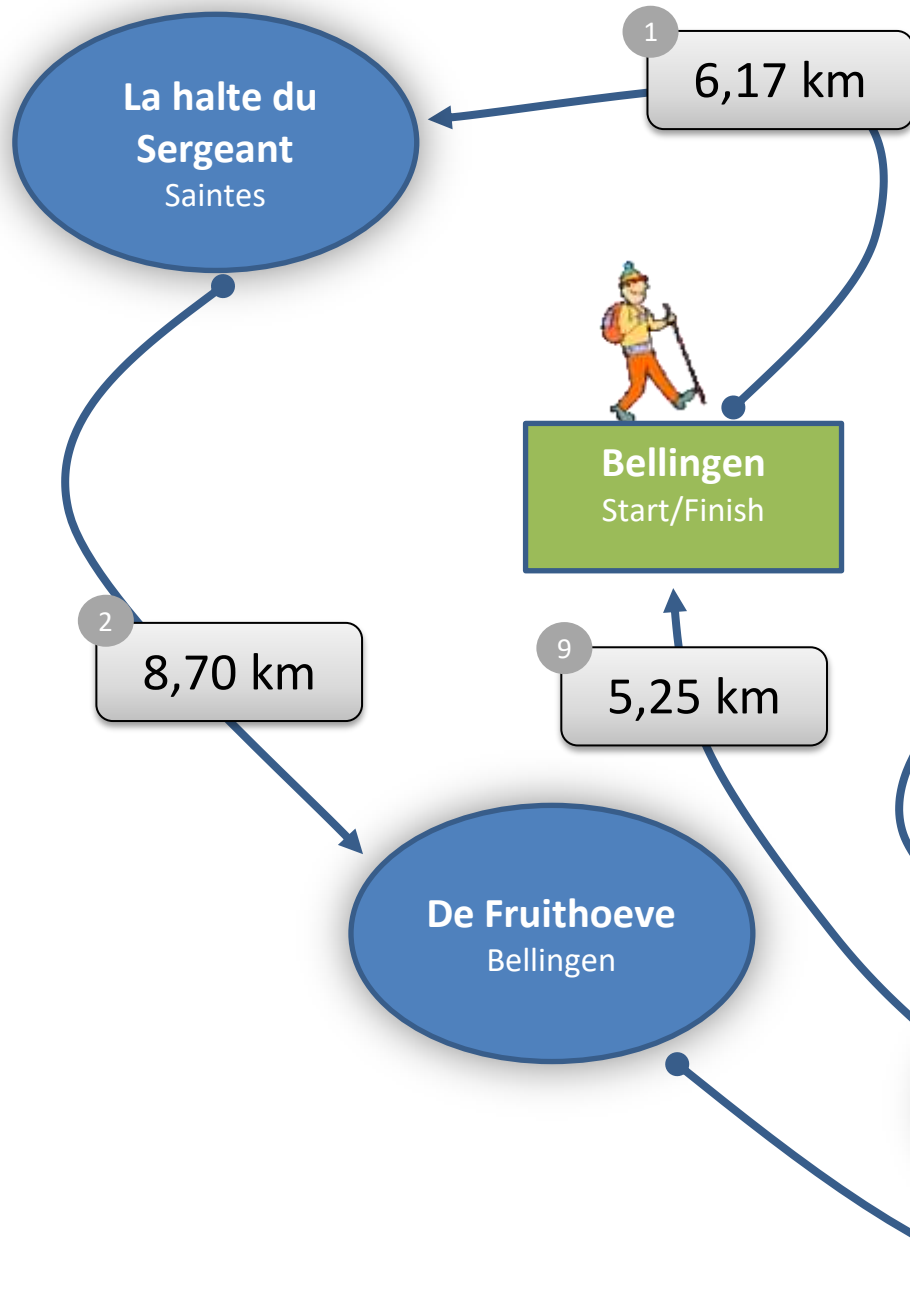 1
6,17 km
La halte du
Sergeant
Saintes
Bellingen
Start/Finish
2
8,70 km
9
5,25 km
De Fruithoeve
Bellingen